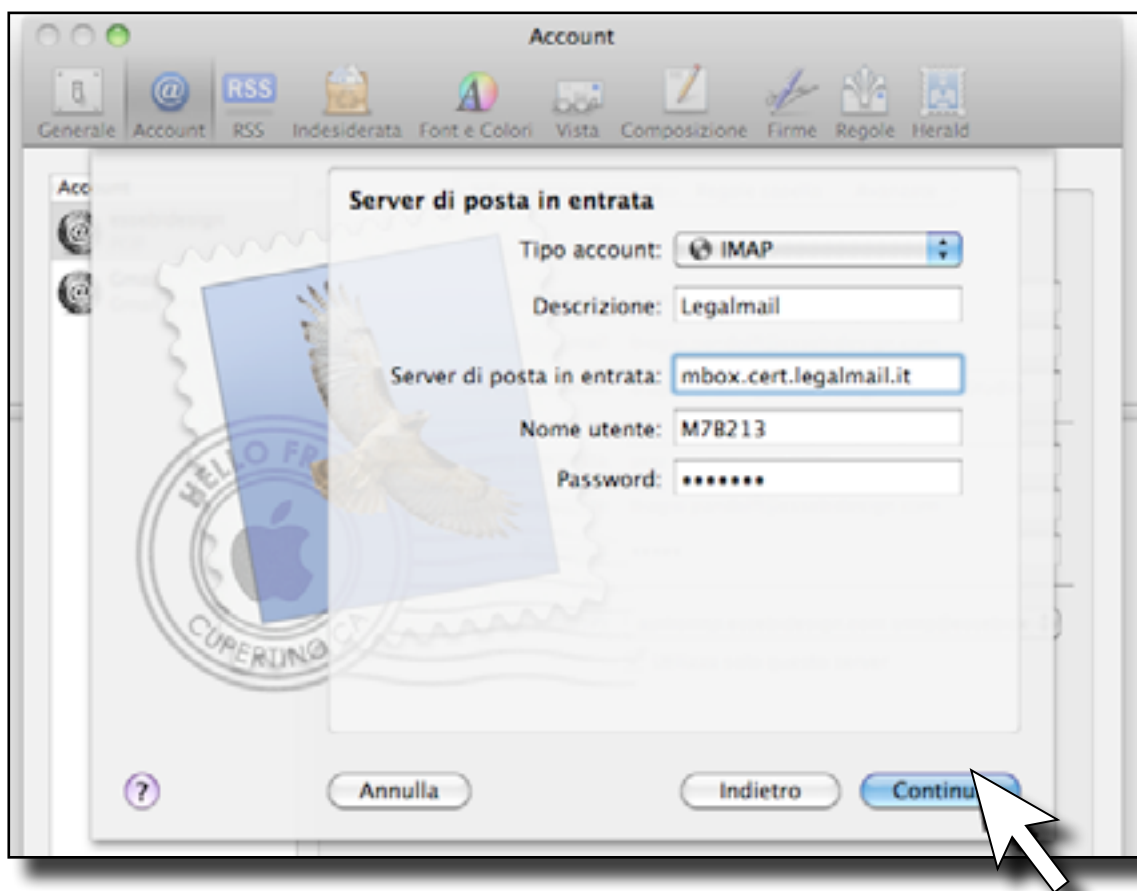 Account
RSS
Generale Account RSS Indesiderata Font e Colori Vista Composizione Firme Regole Herald
Server di posta in entrata
Tipo account: IMAP
Descrizione: Legalmail
Server di posta in entrata: mbox.cert.legalmail.it
Nome utente: M7B213
Password: •••••••
HELLO FR
CUPERTINO CA
? Annulla Indietro Continu